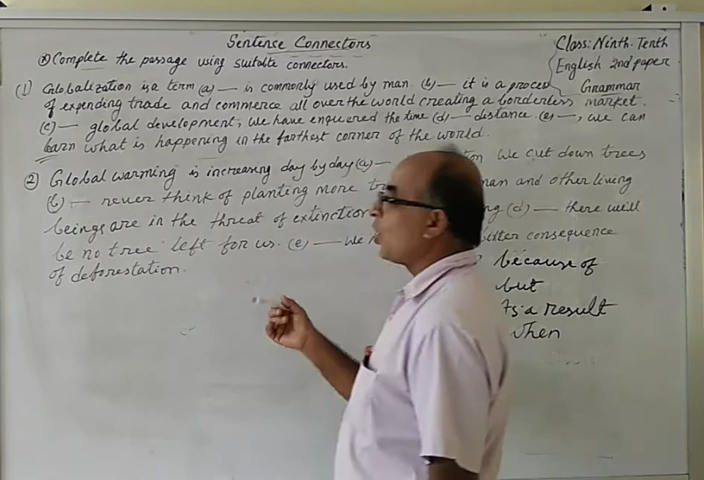 Sentence Connectors
Class: Ninth-Tenth
English 2nd paper
Grammar
Complete the passage using suitable connectors.
(1) Globalization is a term (a) — is commonly used by man. (b) — it is a process
of expending trade and commerce all over the world creating a borderless market.
(c) — global development, we have enquered the time (d) — distance. (e) —, we can
learn what is happening in the farthest corner of the world.
(2) Global warming is increasing day by day (a) — we cut down trees
(b) — never think of planting more man and other living
beings are in the threat of extinction (d) — there will
be no tree left for us. (e) — we bitter consequence
of deforestation.
because of
but
As a result
when